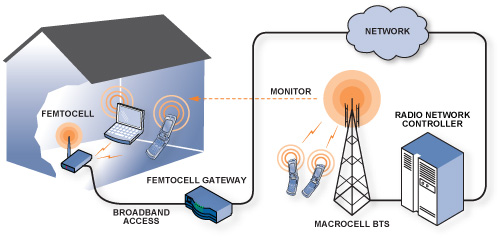 NETWORK
MONITOR
RADIO NETWORK
CONTROLLER
FEMTOCELL
FEMTOCELL GATEWAY
BROADBAND
ACCESS
MACROCELL BTS